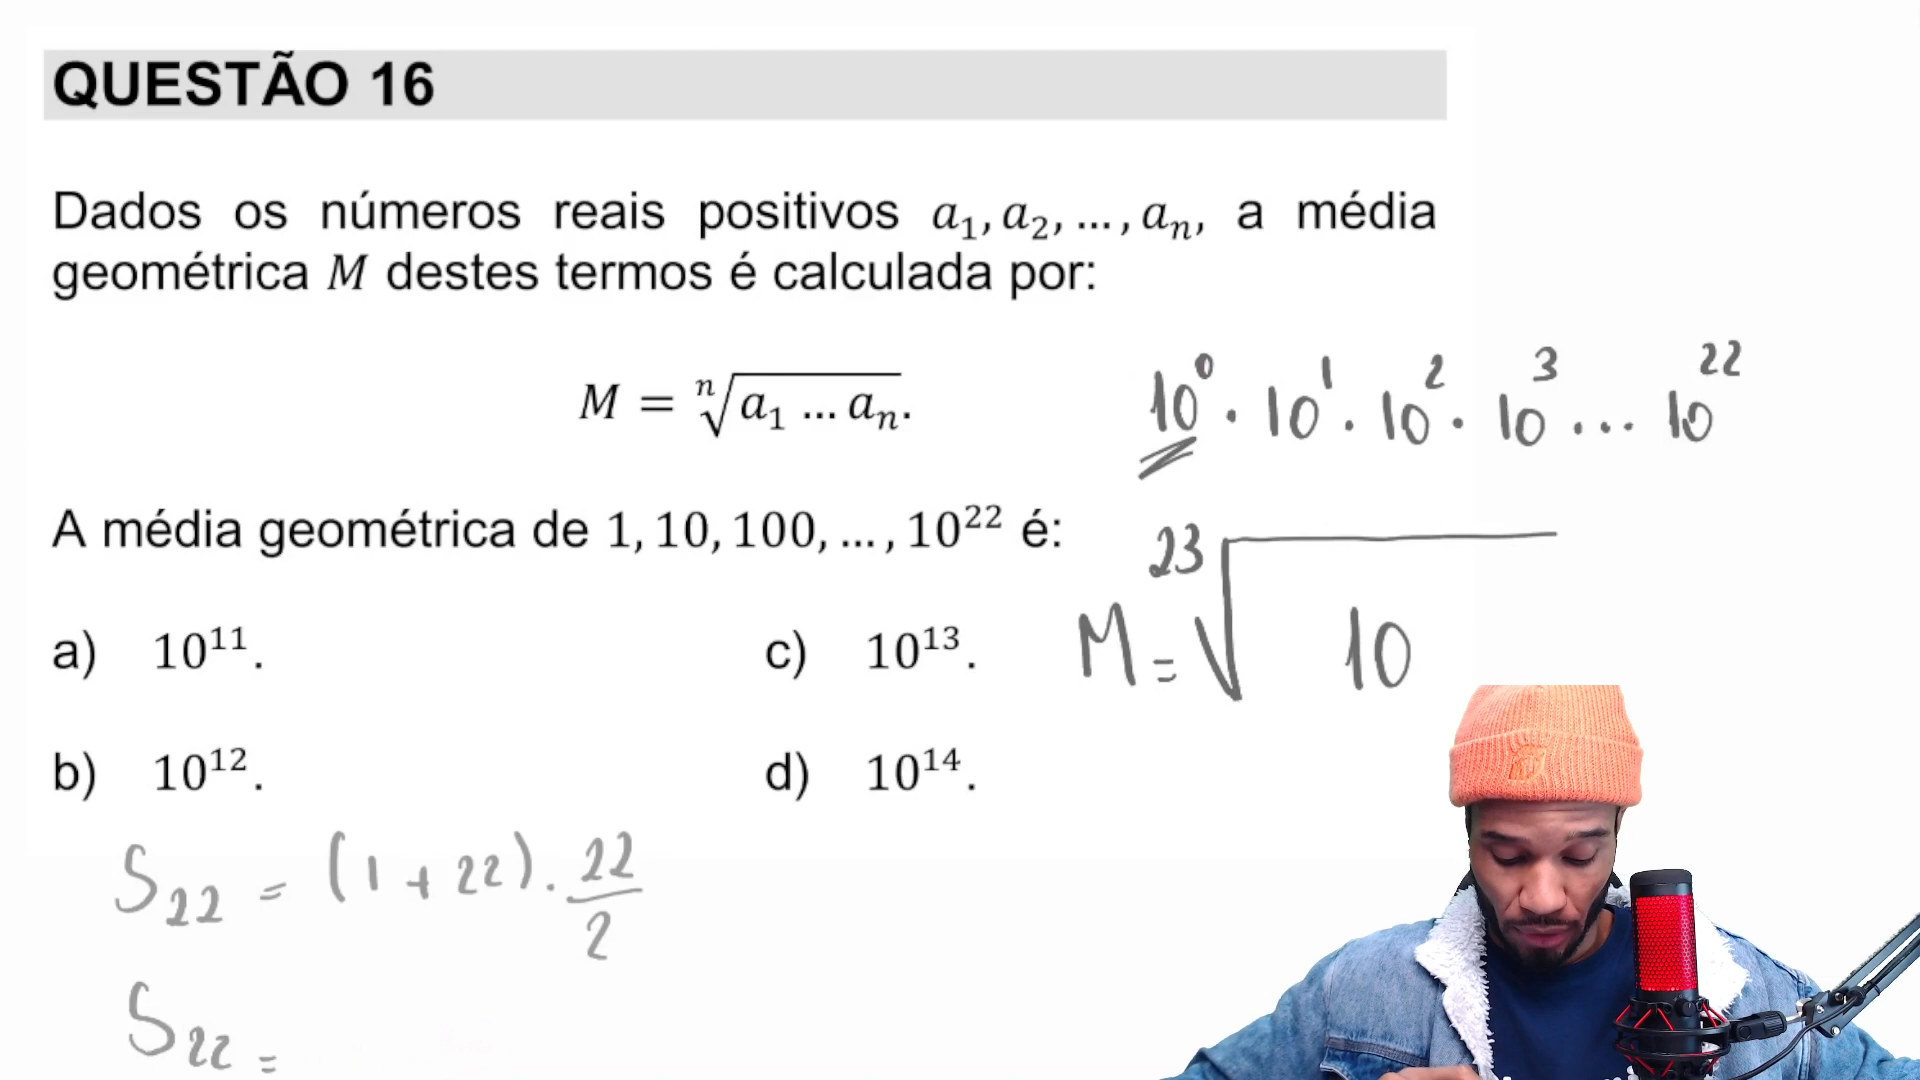 QUESTÃO 16
Dados os números reais positivos a₁, a₂, ..., aₙ, a média
geométrica M destes termos é calculada por:
M = ⁿ√(a₁ ... aₙ).
10⁰ · 10¹ · 10² · 10³ ... 10²²
A média geométrica de 1, 10, 100, ..., 10²² é:
M = ²³√10
a) 10¹¹.
c) 10¹³.
b) 10¹².
d) 10¹⁴.
S₂₂ = (1 + 22) · 22/2
S₂₂ =